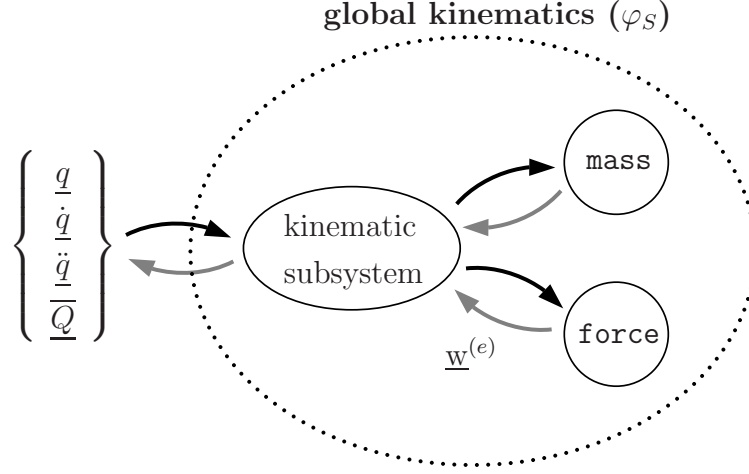 global kinematics (φ_S)
q
q̇
q̈
Q̅
kinematic
subsystem
mass
force
w^(e)